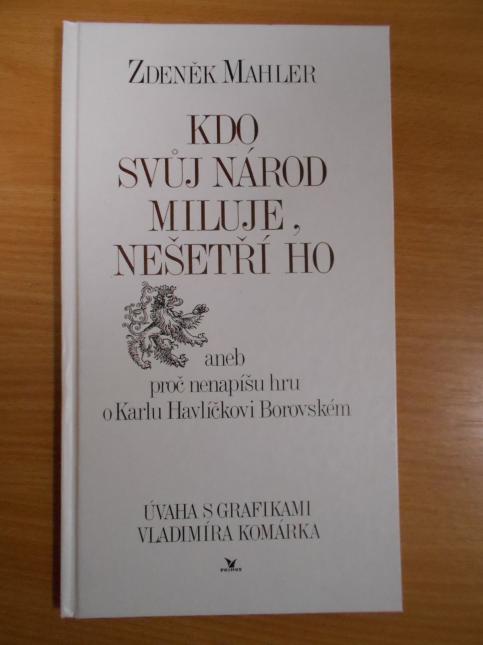 ZDENĚK MAHLER
KDO
SVŮJ NÁROD
MILUJE,
NEŠETŘÍ HO
aneb
proč nenapíšu hru
o Karlu Havlíčkovi Borovském
ÚVAHA S GRAFIKAMI
VLADIMÍRA KOMÁRKA
PRIMUS